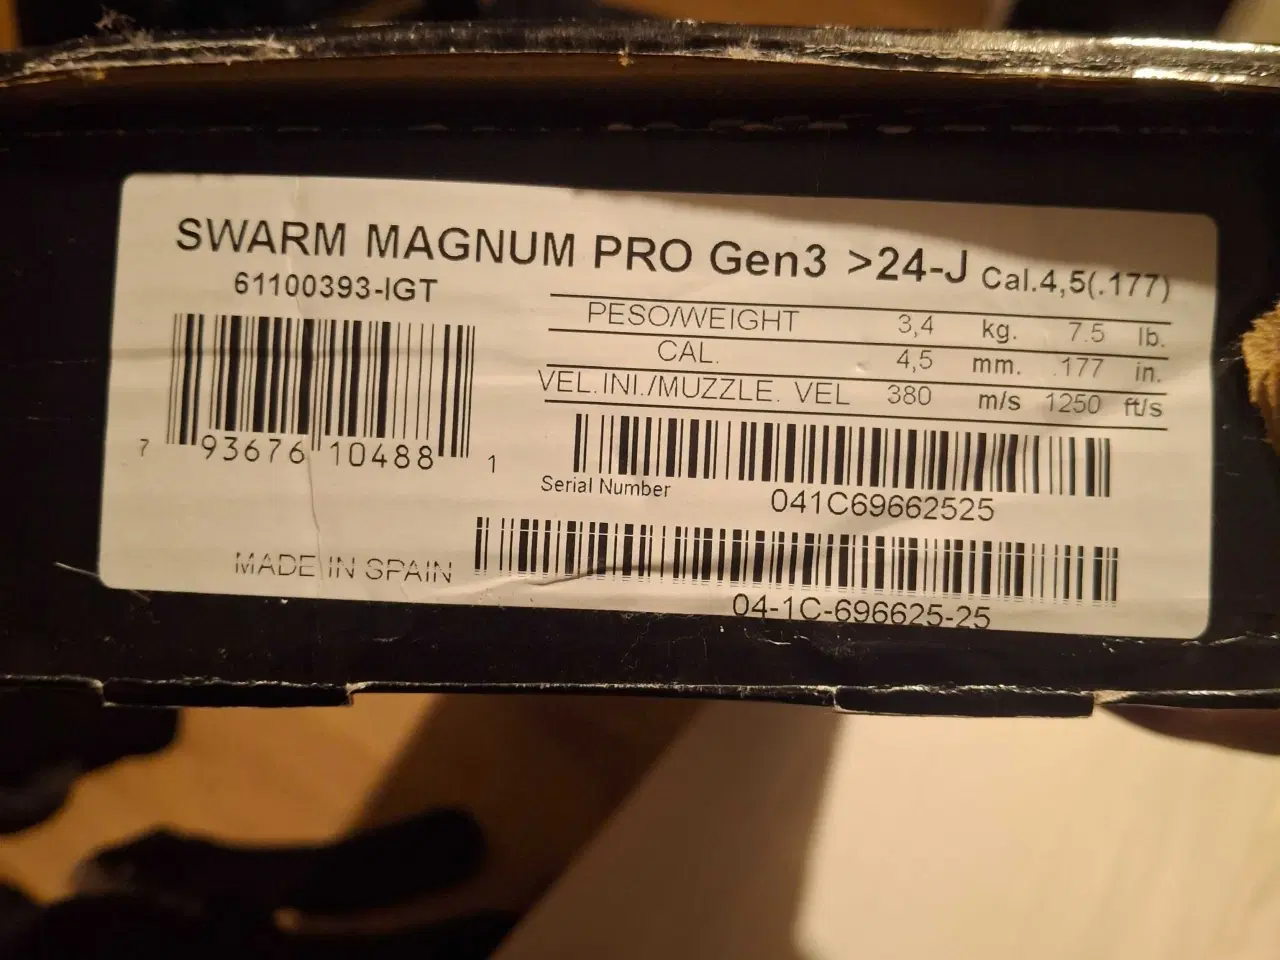 SWARM MAGNUM PRO Gen3 >24-J Cal.4,5(.177)
61100393-IGT
PESO/WEIGHT 3,4 kg. 7.5 lb.
CAL. 4,5 mm. .177 in.
VEL.INI./MUZZLE. VEL 380 m/s 1250 ft/s
7 93676 10488 1
Serial Number 041C69662525
MADE IN SPAIN
04-1C-696625-25